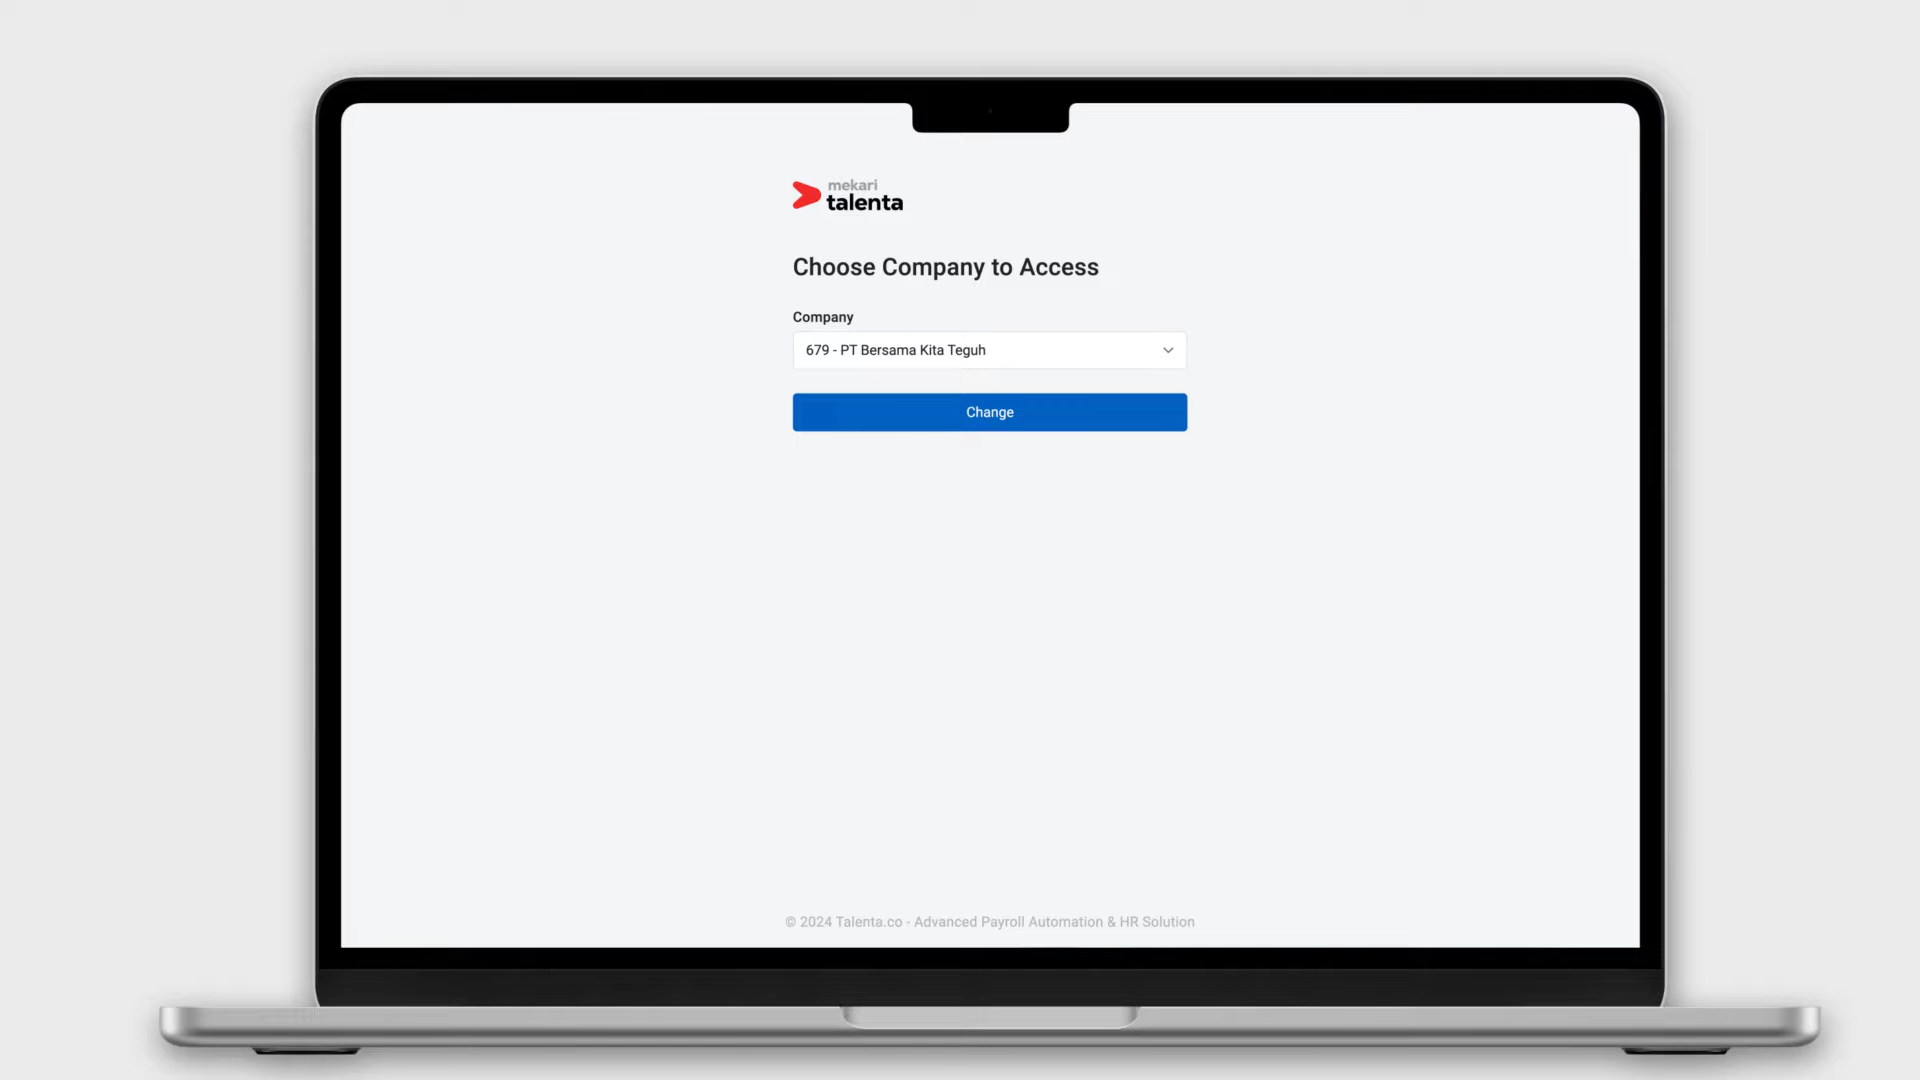 mekari
talenta
Choose Company to Access
Company
679 - PT Bersama Kita Teguh
Change
© 2024 Talenta.co - Advanced Payroll Automation & HR Solution